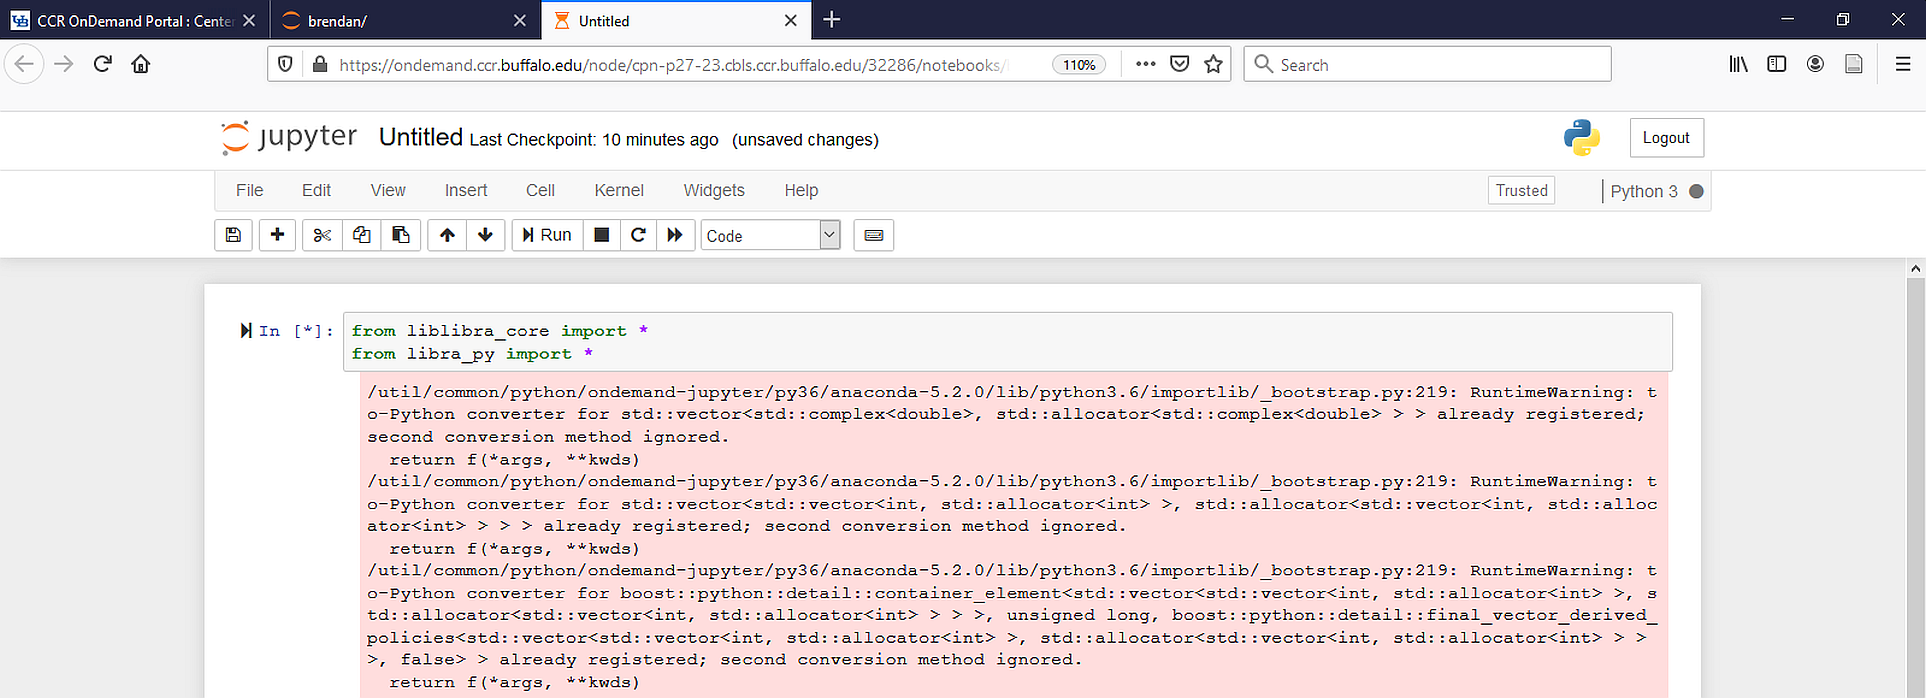 CCR OnDemand Portal : Center
brendan/
Untitled
https://ondemand.ccr.buffalo.edu/node/cpn-p27-23.cbls.ccr.buffalo.edu/32286/notebooks/
110%
Search
jupyter Untitled Last Checkpoint: 10 minutes ago (unsaved changes)
Logout
File Edit View Insert Cell Kernel Widgets Help
Trusted
Python 3
Run
Code
In [*]:
from liblibra_core import *
from libra_py import *
/util/common/python/ondemand-jupyter/py36/anaconda-5.2.0/lib/python3.6/importlib/_bootstrap.py:219: RuntimeWarning: t
o-Python converter for std::vector<std::complex<double>, std::allocator<std::complex<double> > > already registered;
second conversion method ignored.
  return f(*args, **kwds)
/util/common/python/ondemand-jupyter/py36/anaconda-5.2.0/lib/python3.6/importlib/_bootstrap.py:219: RuntimeWarning: t
o-Python converter for std::vector<std::vector<int, std::allocator<int> >, std::allocator<std::vector<int, std::alloc
ator<int> > > > already registered; second conversion method ignored.
  return f(*args, **kwds)
/util/common/python/ondemand-jupyter/py36/anaconda-5.2.0/lib/python3.6/importlib/_bootstrap.py:219: RuntimeWarning: t
o-Python converter for boost::python::detail::container_element<std::vector<std::vector<int, std::allocator<int> >, s
td::allocator<std::vector<int, std::allocator<int> > > >, unsigned long, boost::python::detail::final_vector_derived_
policies<std::vector<std::vector<int, std::allocator<int> >, std::allocator<std::vector<int, std::allocator<int> > >
>, false> > already registered; second conversion method ignored.
  return f(*args, **kwds)